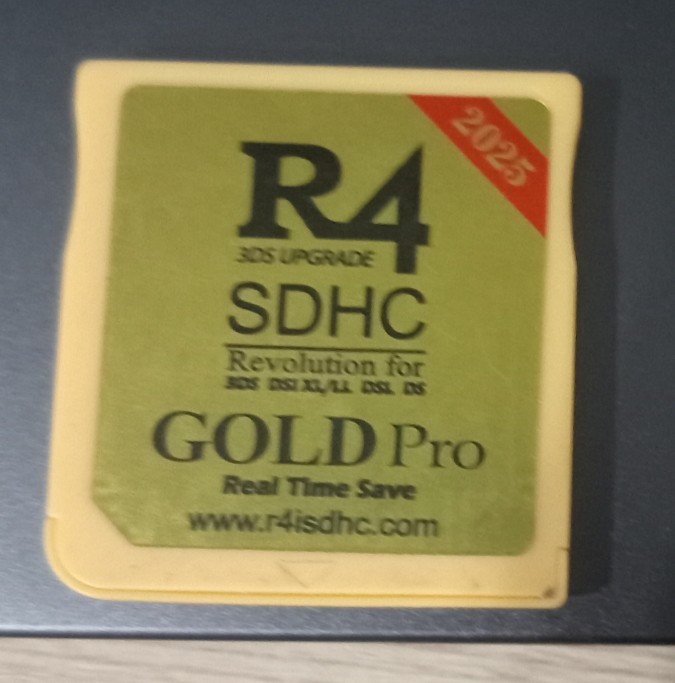 2025
R4
3DS UPGRADE
SDHC
Revolution for
3DS DSI XL/LL DSL DS
GOLD Pro
Real Time Save
www.r4isdhc.com